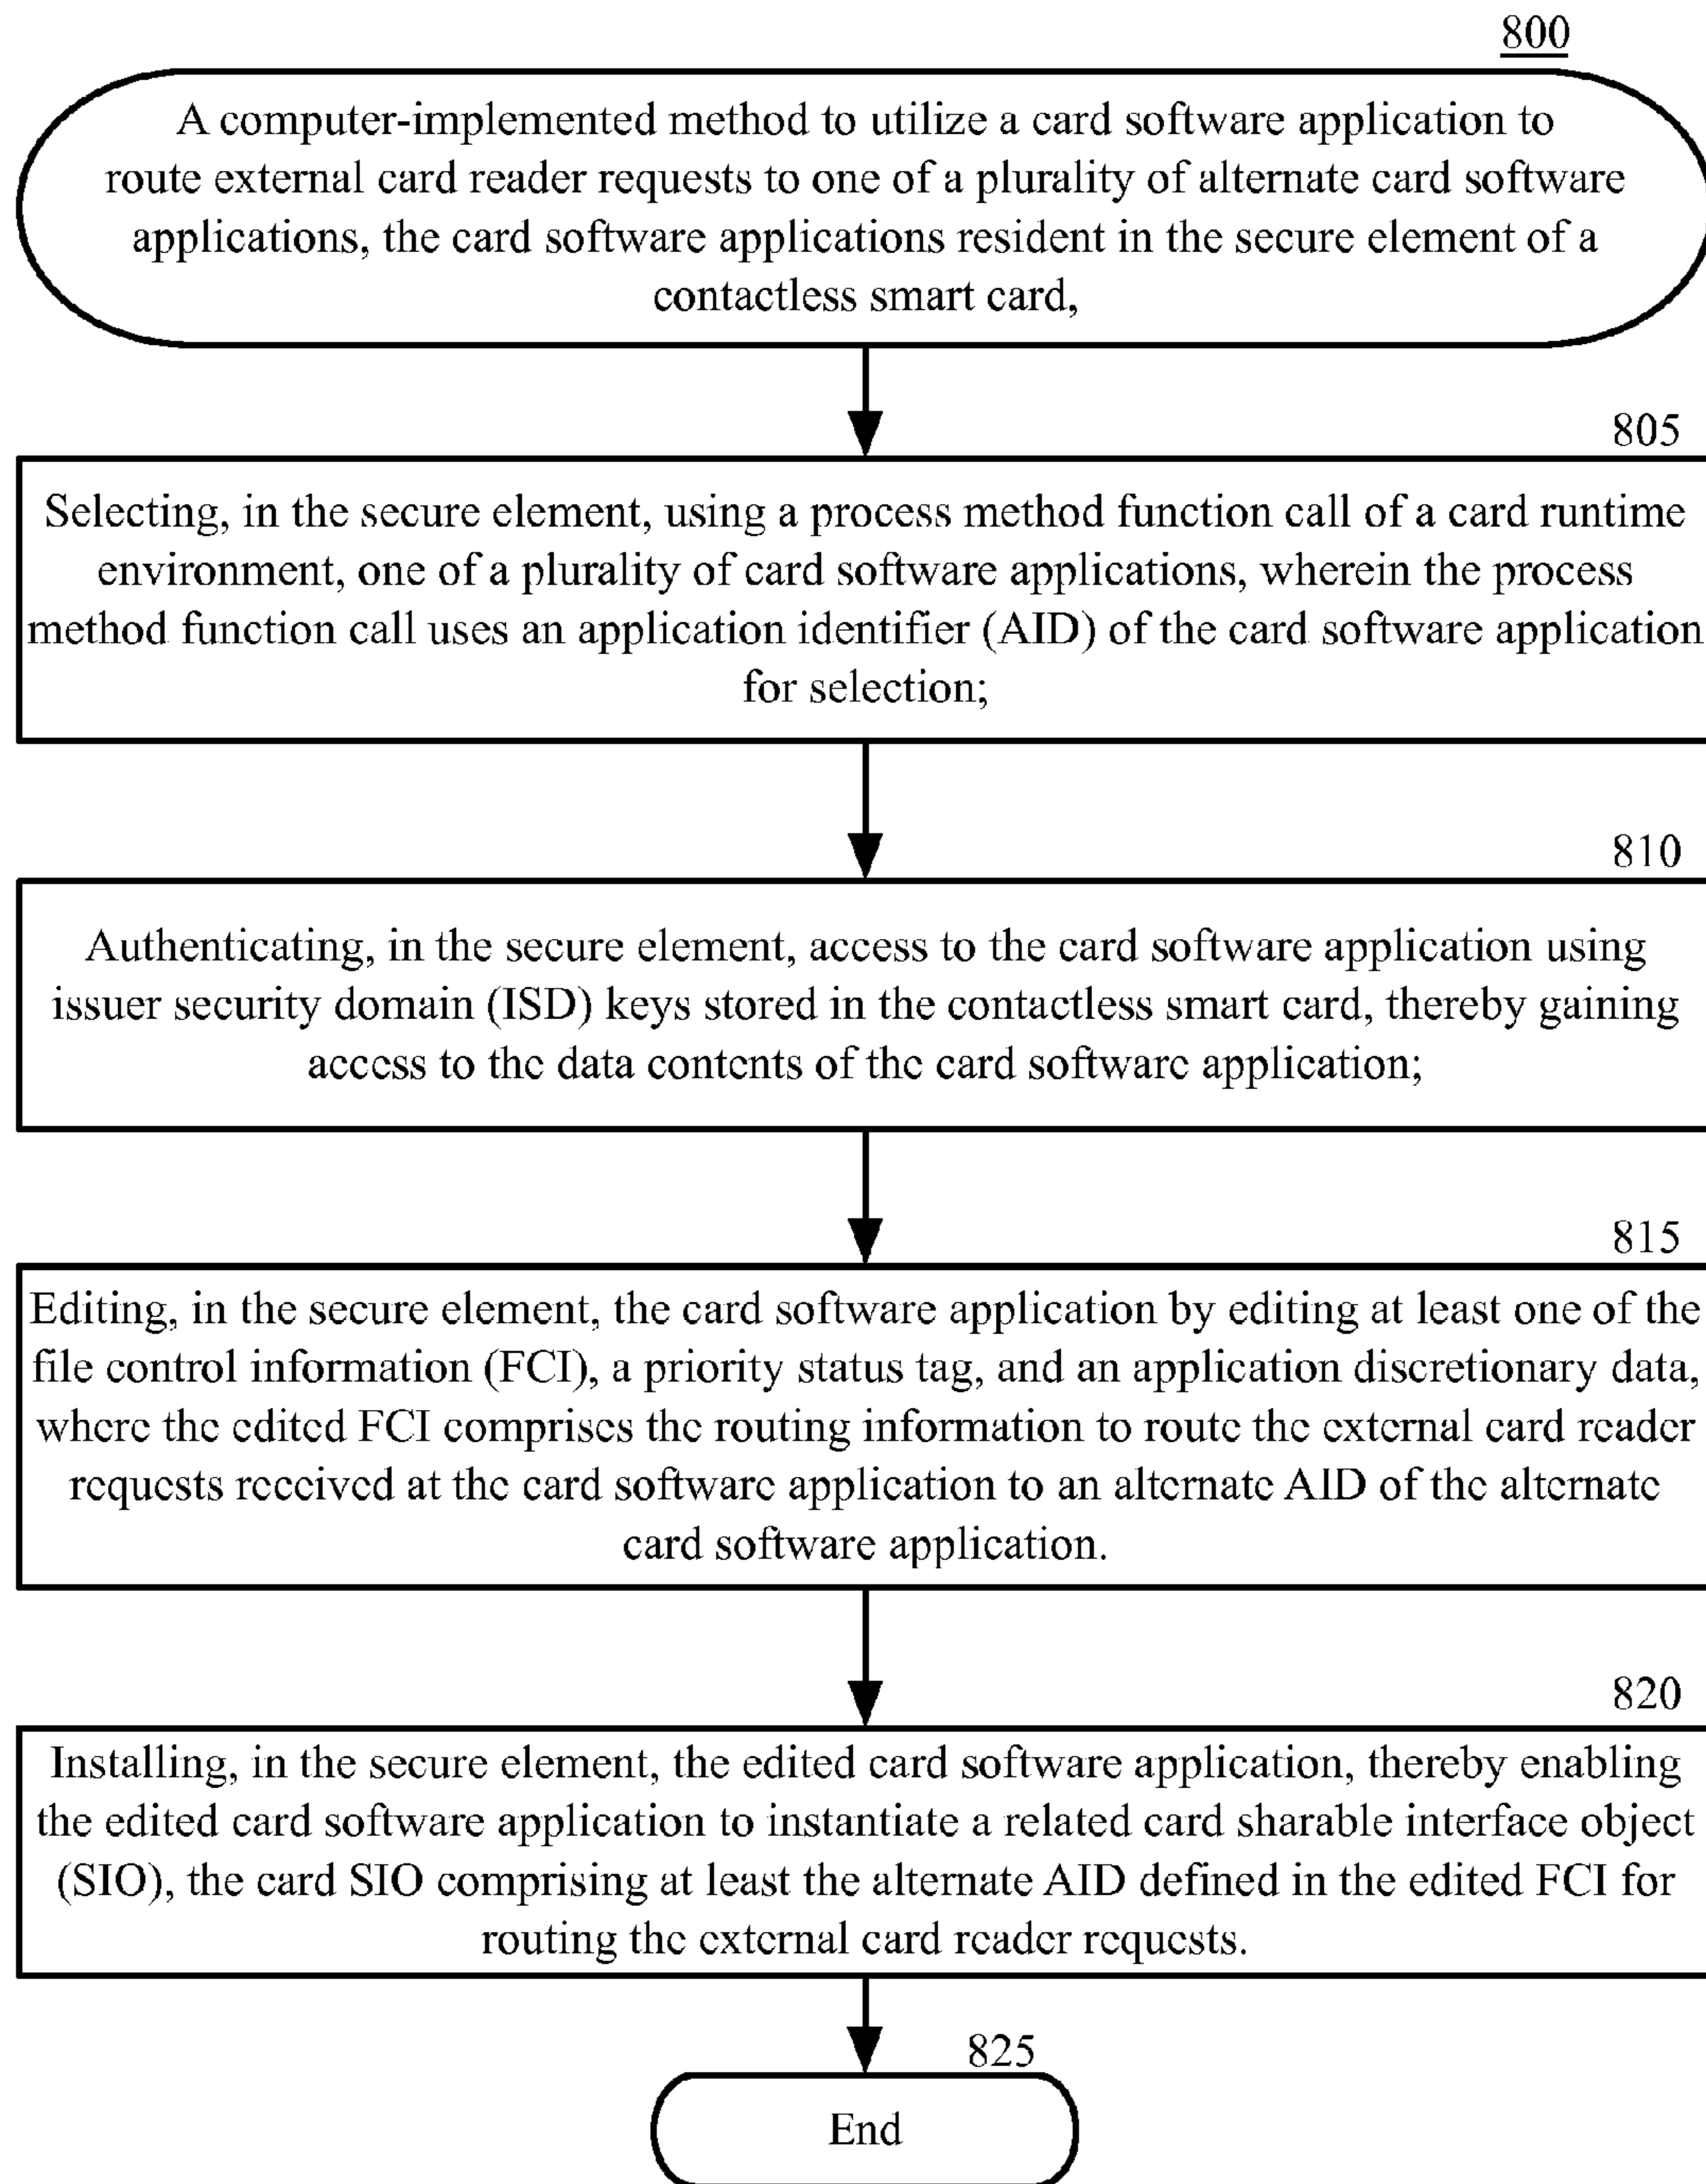 800
A computer-implemented method to utilize a card software application to
route external card reader requests to one of a plurality of alternate card software
applications, the card software applications resident in the secure element of a
contactless smart card,
805
Selecting, in the secure element, using a process method function call of a card runtime
environment, one of a plurality of card software applications, wherein the process
method function call uses an application identifier (AID) of the card software application
for selection;
810
Authenticating, in the secure element, access to the card software application using
issuer security domain (ISD) keys stored in the contactless smart card, thereby gaining
access to the data contents of the card software application;
815
Editing, in the secure element, the card software application by editing at least one of the
file control information (FCI), a priority status tag, and an application discretionary data,
where the edited FCI comprises the routing information to route the external card reader
requests received at the card software application to an alternate AID of the alternate
card software application.
820
Installing, in the secure element, the edited card software application, thereby enabling
the edited card software application to instantiate a related card sharable interface object
(SIO), the card SIO comprising at least the alternate AID defined in the edited FCI for
routing the external card reader requests.
825
End